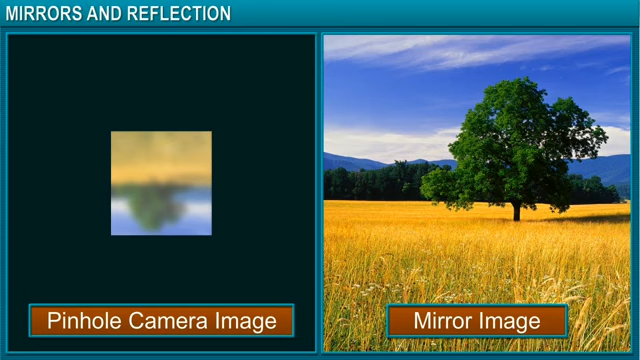 MIRRORS AND REFLECTION
Pinhole Camera Image
Mirror Image